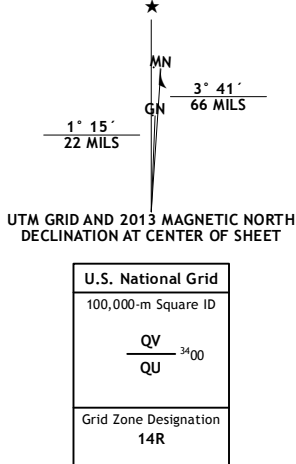 MN
3° 41´
66 MILS
GN
1° 15´
22 MILS
UTM GRID AND 2013 MAGNETIC NORTH
DECLINATION AT CENTER OF SHEET
U.S. National Grid
100,000-m Square ID
QV
3400
QU
Grid Zone Designation
14R